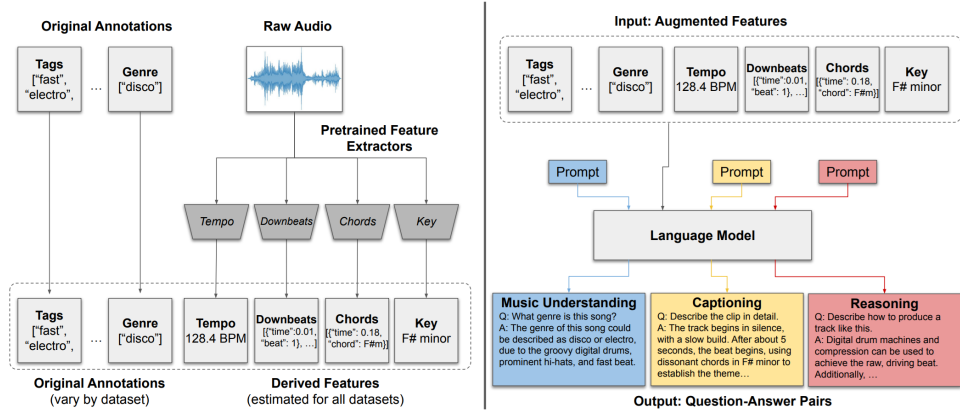 Original Annotations
Raw Audio
Tags
["fast",
"electro",
...
Genre
["disco"]
Pretrained Feature
Extractors
Tempo
Downbeats
Chords
Key
Tags
["fast",
"electro",
...
Genre
["disco"]
Tempo
128.4 BPM
Downbeats
[{"time":0.01,
"beat": 1}, ...]
Chords
[{"time": 0.18,
"chord": F#m}]
Key
F# minor
Original Annotations
(vary by dataset)
Derived Features
(estimated for all datasets)
Input: Augmented Features
Tags
["fast",
"electro",
...
Genre
["disco"]
Tempo
128.4 BPM
Downbeats
[{"time":0.01,
"beat": 1}, ...]
Chords
[{"time": 0.18,
"chord": F#m}]
Key
F# minor
Prompt
Prompt
Prompt
Language Model
Music Understanding
Q: What genre is this song?
A: The genre of this song could
be described as disco or electro,
due to the groovy digital drums,
prominent hi-hats, and fast beat.
Captioning
Q: Describe the clip in detail.
A: The track begins in silence,
with a slow build. After about 5
seconds, the beat begins, using
dissonant chords in F# minor to
establish the theme...
Reasoning
Q: Describe how to produce a
track like this.
A: Digital drum machines and
compression can be used to
achieve the raw, driving beat.
Additionally, ...
Output: Question-Answer Pairs